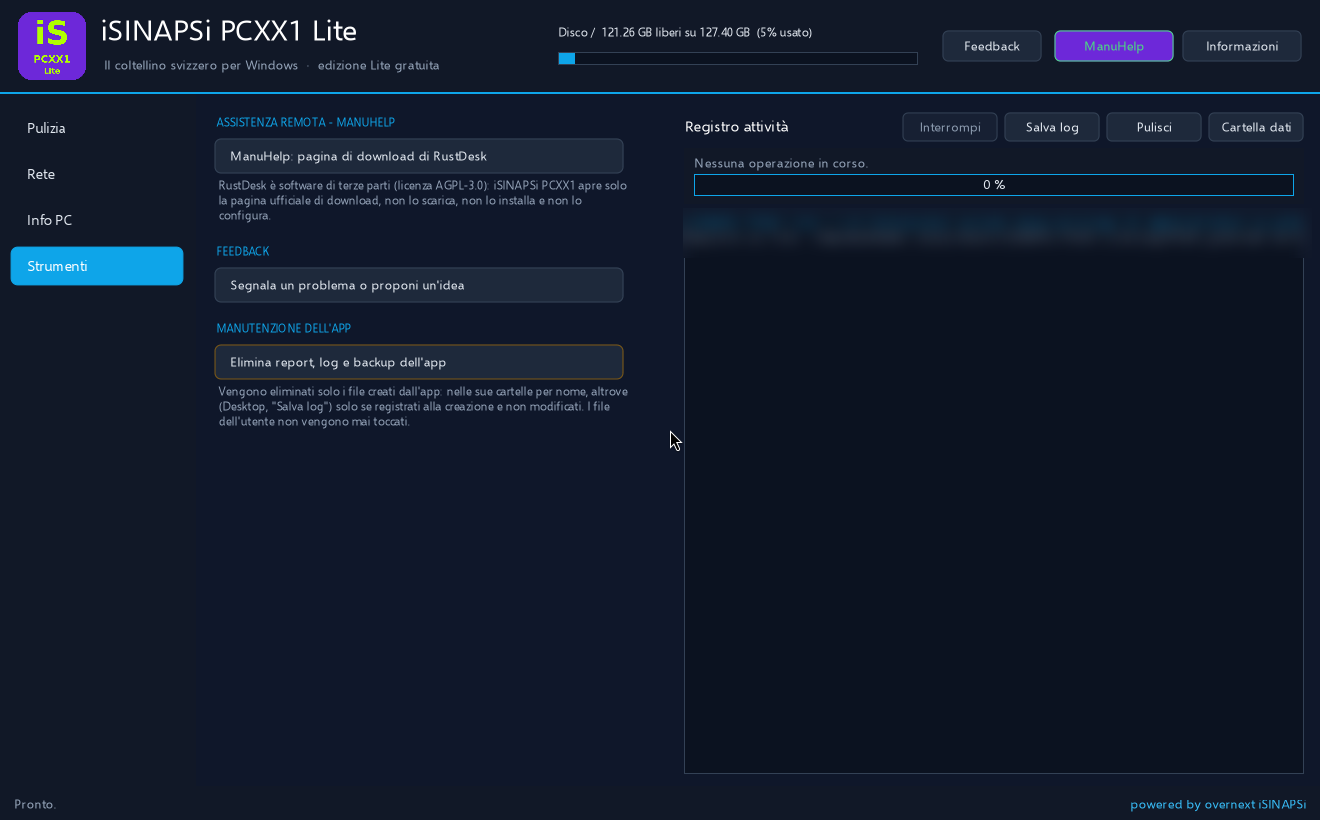 iS
PCXX1
Lite
iSINAPSi PCXX1 Lite
Il coltellino svizzero per Windows · edizione Lite gratuita
Disco / 121.26 GB liberi su 127.40 GB (5% usato)
Feedback
ManuHelp
Informazioni
Pulizia
Rete
Info PC
Strumenti
ASSISTENZA REMOTA - MANUHELP
ManuHelp: pagina di download di RustDesk
RustDesk è software di terze parti (licenza AGPL-3.0): iSINAPSi PCXX1 apre solo
la pagina ufficiale di download, non lo scarica, non lo installa e non lo
configura.
FEEDBACK
Segnala un problema o proponi un'idea
MANUTENZIONE DELL'APP
Elimina report, log e backup dell'app
Vengono eliminati solo i file creati dall'app: nelle sue cartelle per nome, altrove
(Desktop, "Salva log") solo se registrati alla creazione e non modificati. I file
dell'utente non vengono mai toccati.
Registro attività
Interrompi
Salva log
Pulisci
Cartella dati
Nessuna operazione in corso.
0 %
Pronto.
powered by overnext iSINAPSi